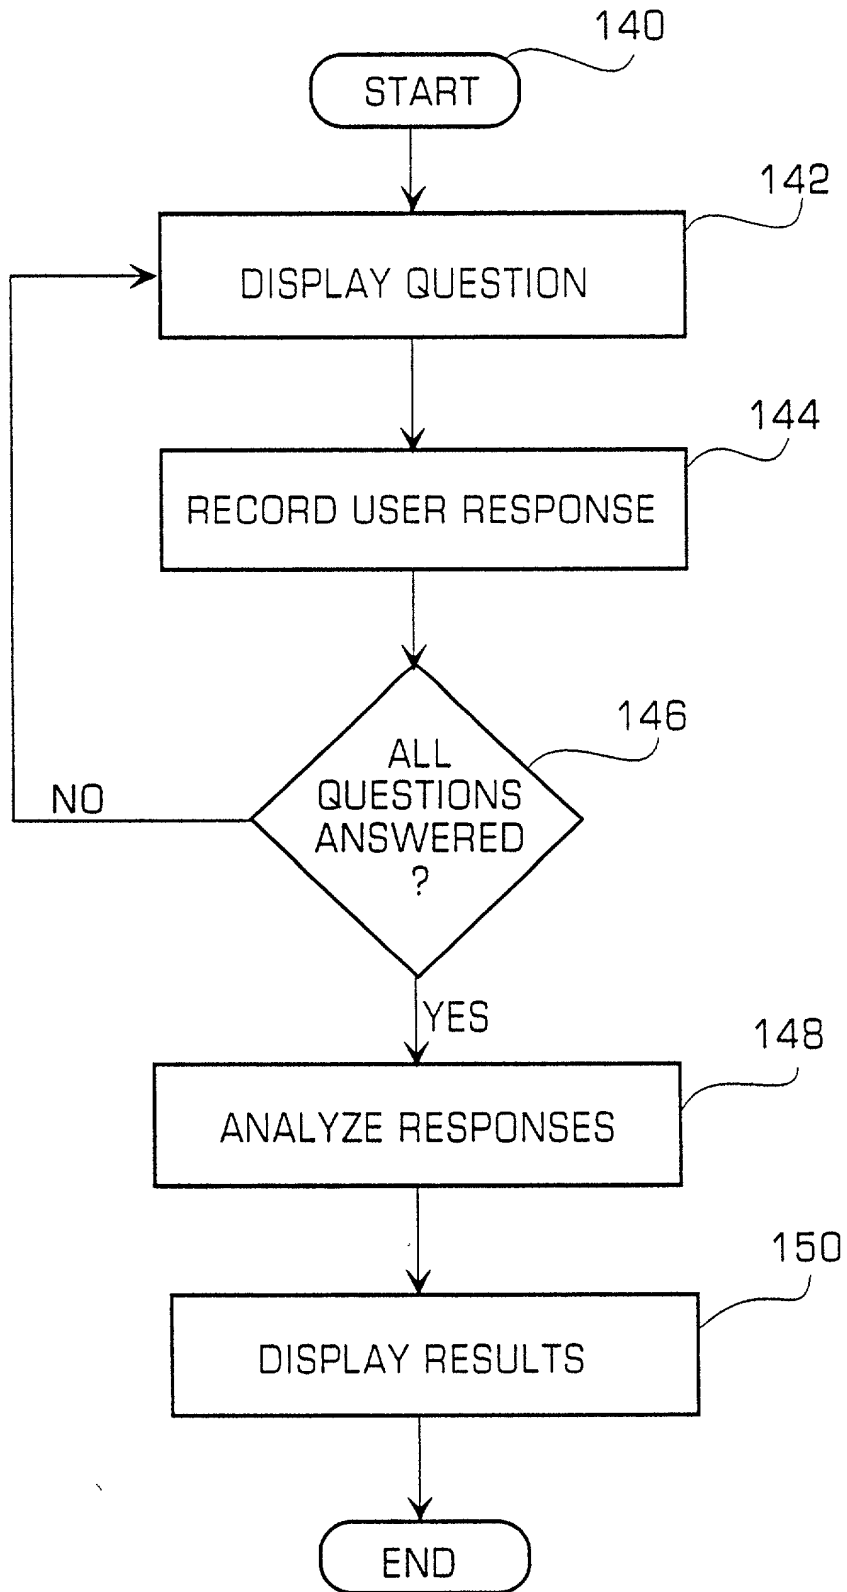 140
START
142
DISPLAY QUESTION
144
RECORD USER RESPONSE
146
ALL
QUESTIONS
ANSWERED
?
NO
YES
148
ANALYZE RESPONSES
150
DISPLAY RESULTS
END